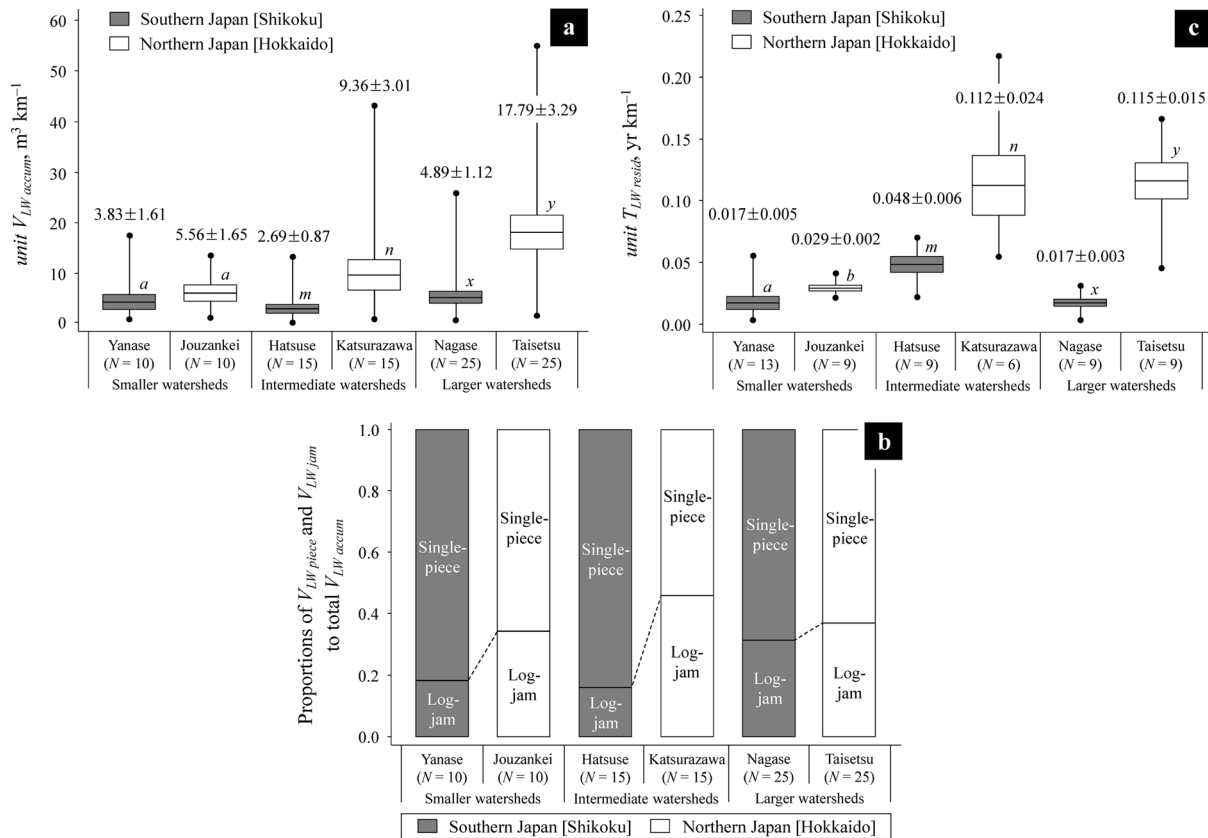 Southern Japan [Shikoku]
Northern Japan [Hokkaido]
a
unit V_LW accum, m³ km⁻¹
60
50
40
30
20
10
0
3.83±1.61
5.56±1.65
2.69±0.87
9.36±3.01
4.89±1.12
17.79±3.29
a
a
m
n
x
y
Yanase Jouzankei Hatsuse Katsurazawa Nagase Taisetsu
(N = 10) (N = 10) (N = 15) (N = 15) (N = 25) (N = 25)
Smaller watersheds Intermediate watersheds Larger watersheds
Southern Japan [Shikoku]
Northern Japan [Hokkaido]
c
unit T_LW resid, yr km⁻¹
0.25
0.20
0.15
0.10
0.05
0.00
0.017±0.005
0.029±0.002
0.048±0.006
0.112±0.024
0.017±0.003
0.115±0.015
a
b
m
n
x
y
Yanase Jouzankei Hatsuse Katsurazawa Nagase Taisetsu
(N = 13) (N = 9) (N = 9) (N = 6) (N = 9) (N = 9)
Smaller watersheds Intermediate watersheds Larger watersheds
b
Proportions of V_LW piece and V_LW jam
to total V_LW accum
1.0
0.8
0.6
0.4
0.2
0.0
Single-
piece
Log-
jam
Single-
piece
Log-
jam
Single-
piece
Log-
jam
Single-
piece
Log-
jam
Single-
piece
Log-
jam
Single-
piece
Log-
jam
Yanase Jouzankei Hatsuse Katsurazawa Nagase Taisetsu
(N = 10) (N = 10) (N = 15) (N = 15) (N = 25) (N = 25)
Smaller watersheds Intermediate watersheds Larger watersheds
Southern Japan [Shikoku] Northern Japan [Hokkaido]